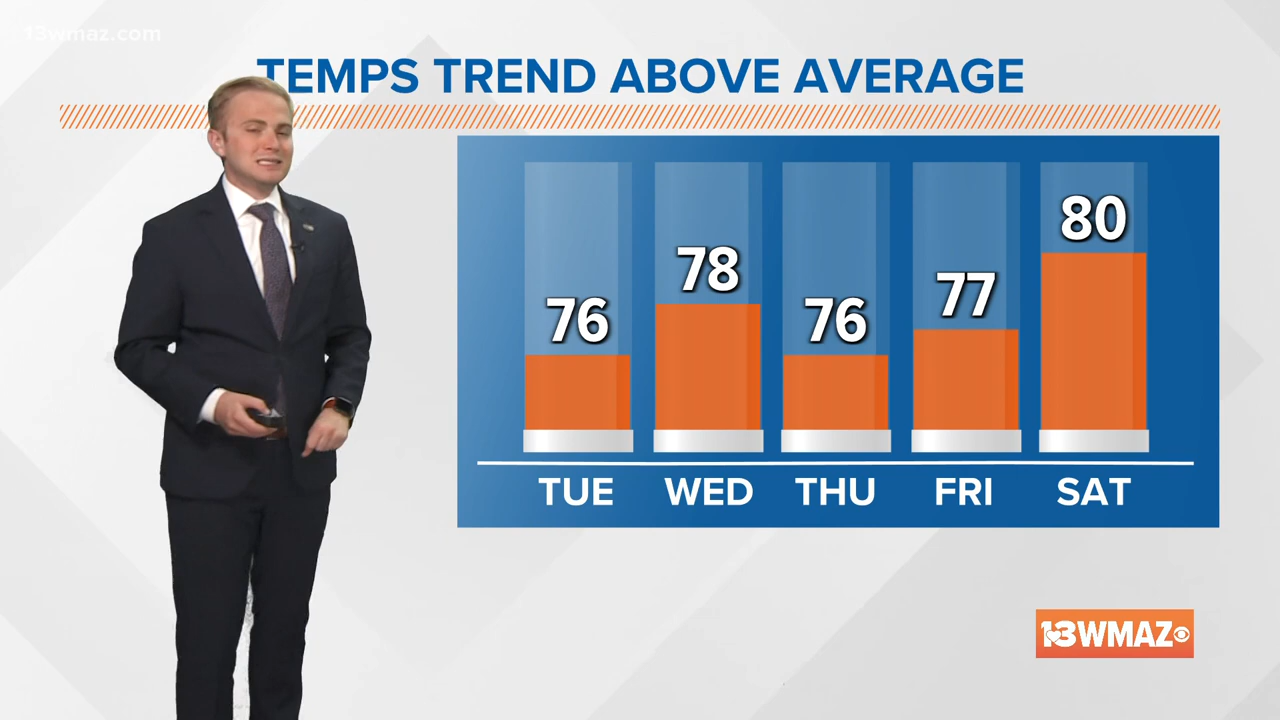 13wmaz.com
TEMPS TREND ABOVE AVERAGE
76 78 76 77 80
TUE WED THU FRI SAT
13WMAZ